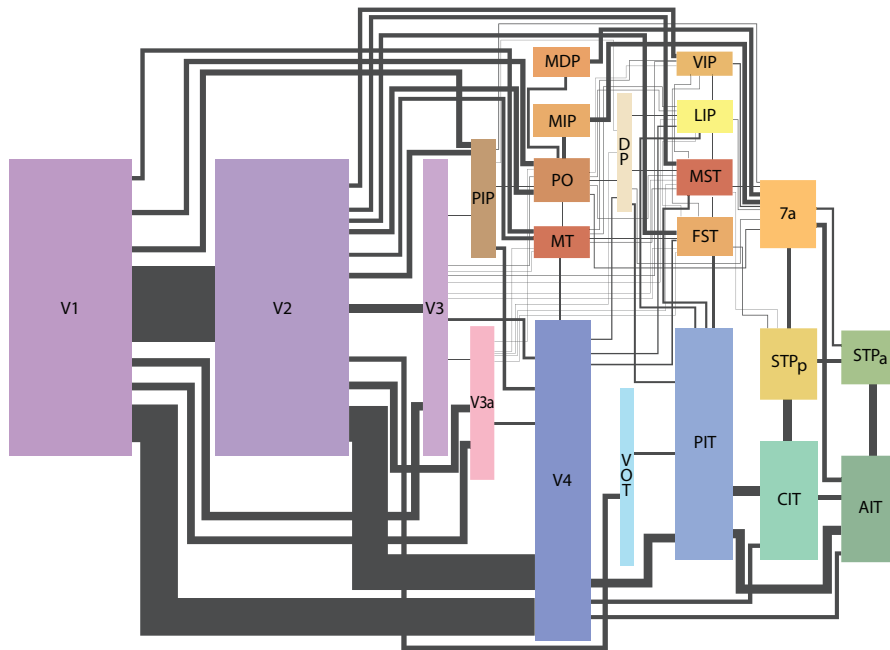 MDP
VIP
MIP
LIP
DP
PIP
PO
MST
7a
MT
FST
V1
V2
V3
STPp
STPa
V3a
V4
VOT
PIT
CIT
AIT